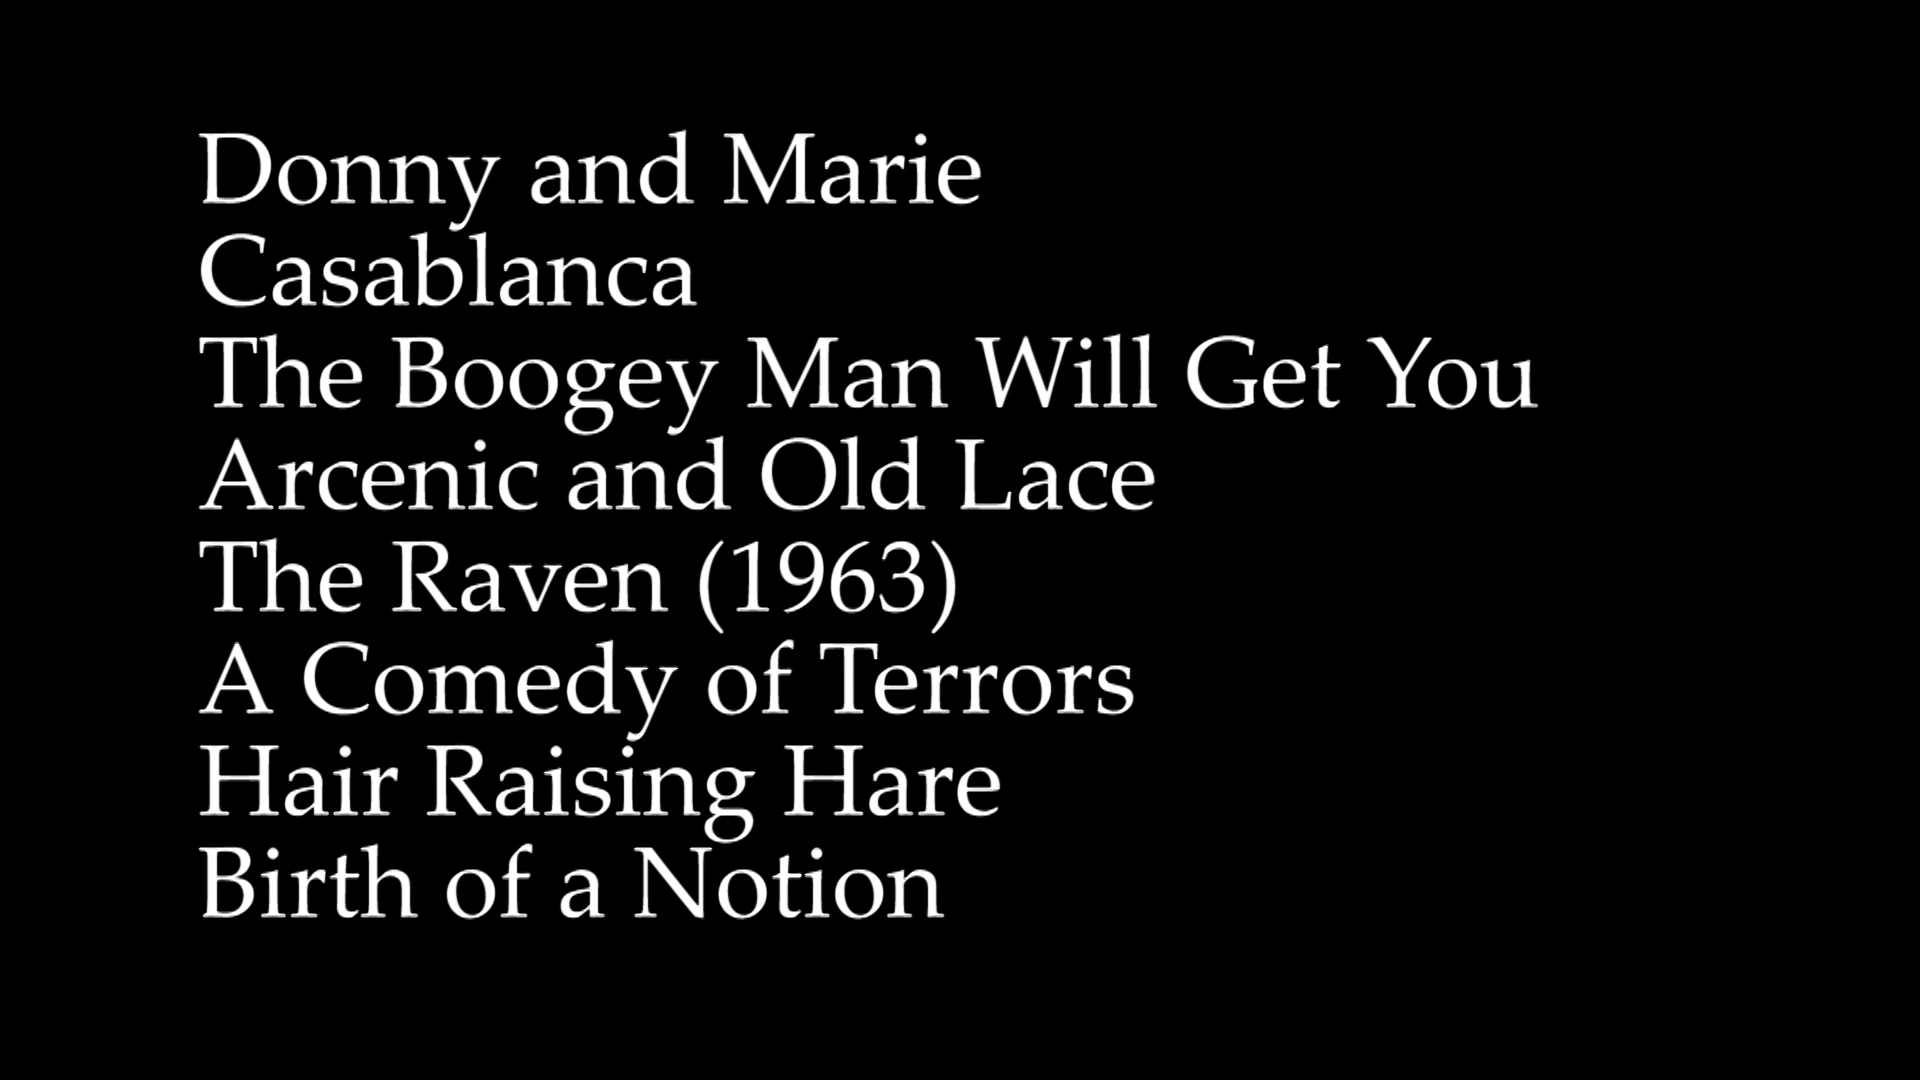 Donny and Marie
Casablanca
The Boogey Man Will Get You
Arcenic and Old Lace
The Raven (1963)
A Comedy of Terrors
Hair Raising Hare
Birth of a Notion